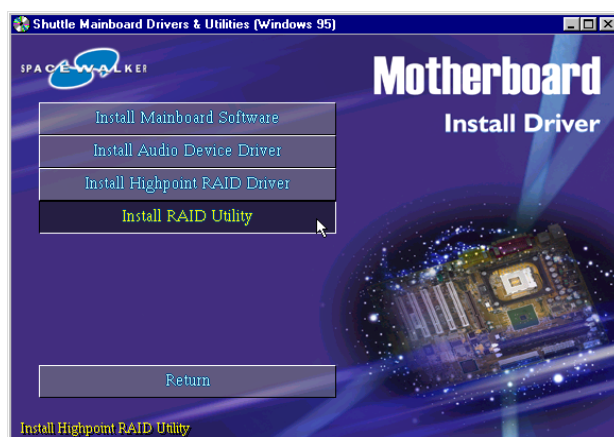 Shuttle Mainboard Drivers & Utilities (Windows 95)
SPACEWALKER
Motherboard
Install Driver
Install Mainboard Software
Install Audio Device Driver
Install Highpoint RAID Driver
Install RAID Utility
Return
Install Highpoint RAID Utility